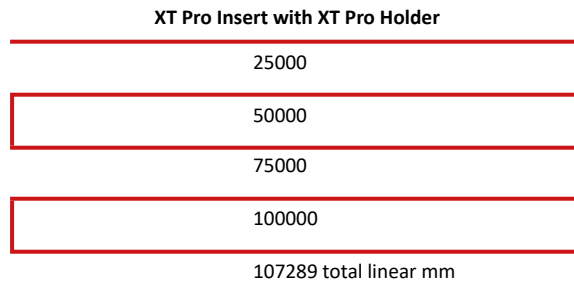 XT Pro Insert with XT Pro Holder
25000
50000
75000
100000
107289 total linear mm